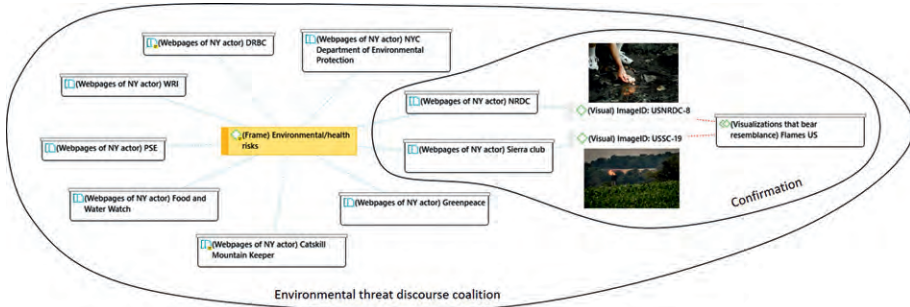 (Webpages of NY actor) DRBC
(Webpages of NY actor) NYC
Department of Environmental
Protection
(Webpages of NY actor) WRI
(Webpages of NY actor) NRDC
(Visual) ImageID: USNRDC-8
(Frame) Environmental/health
risks
(Visualizations that bear
resemblance) Flames US
(Visual) ImageID: USSC-19
(Webpages of NY actor) PSE
(Webpages of NY actor) Sierra club
(Webpages of NY actor) Food and
Water Watch
(Webpages of NY actor) Greenpeace
Confirmation
(Webpages of NY actor) Catskill
Mountain Keeper
Environmental threat discourse coalition